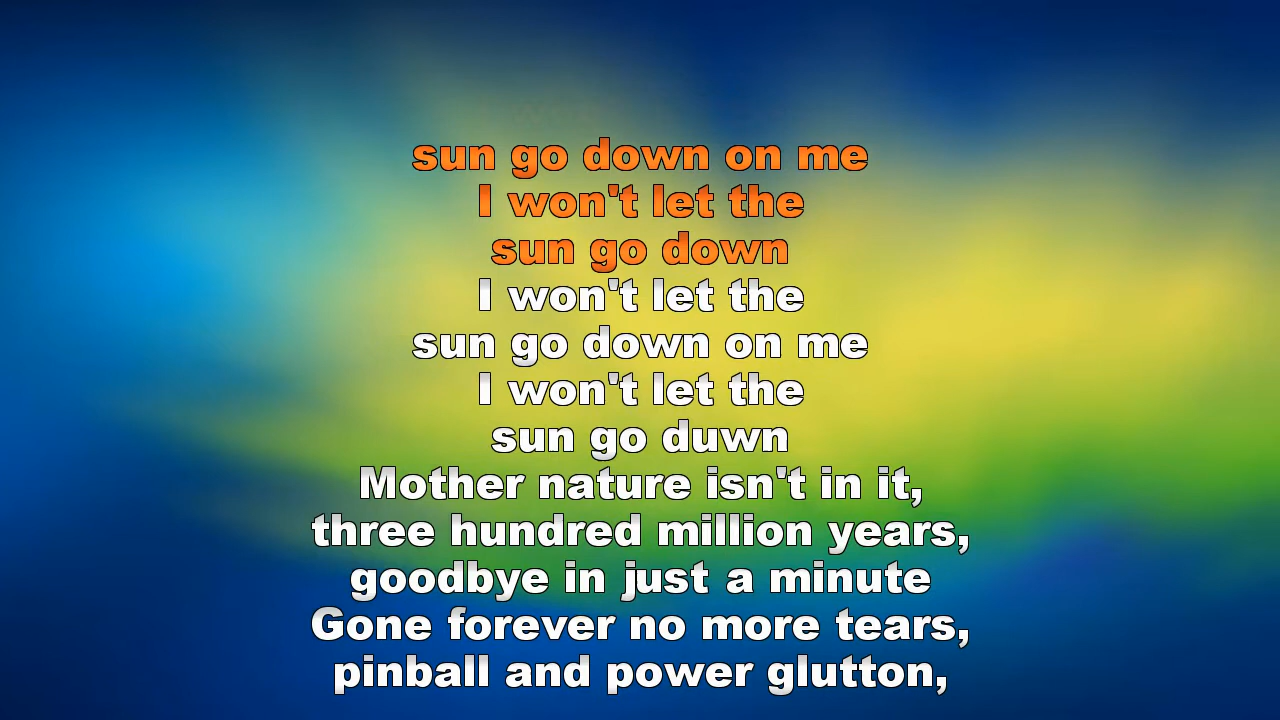 sun go down on me
I won't let the
sun go down
I won't let the
sun go down on me
I won't let the
sun go duwn
Mother nature isn't in it,
three hundred million years,
goodbye in just a minute
Gone forever no more tears,
pinball and power glutton,